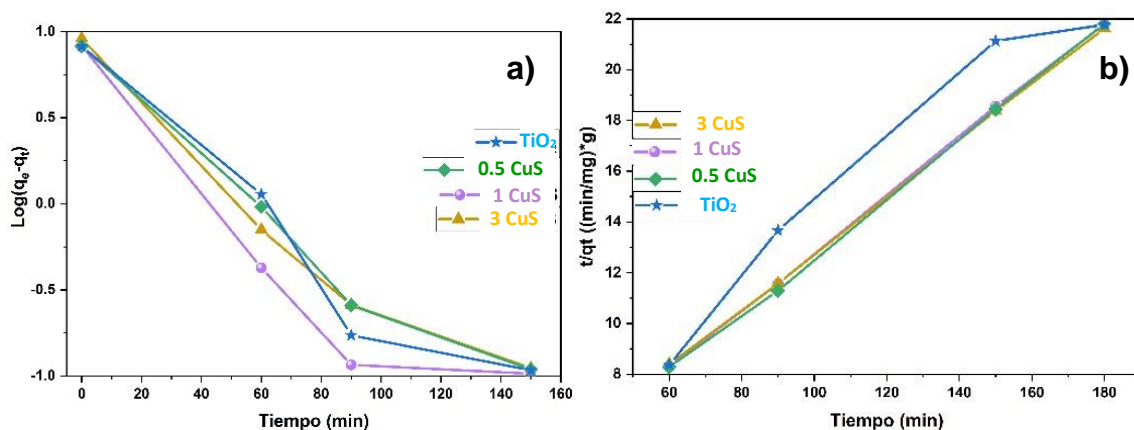 a)
1.0
0.5
0.0
-0.5
-1.0
Log(qₑ-qₜ)
TiO₂
0.5 CuS
1 CuS
3 CuS
0 20 40 60 80 100 120 140 160
Tiempo (min)
b)
22
20
18
16
14
12
10
8
t/qt ((min/mg)*g)
3 CuS
1 CuS
0.5 CuS
TiO₂
60 80 100 120 140 160 180
Tiempo (min)